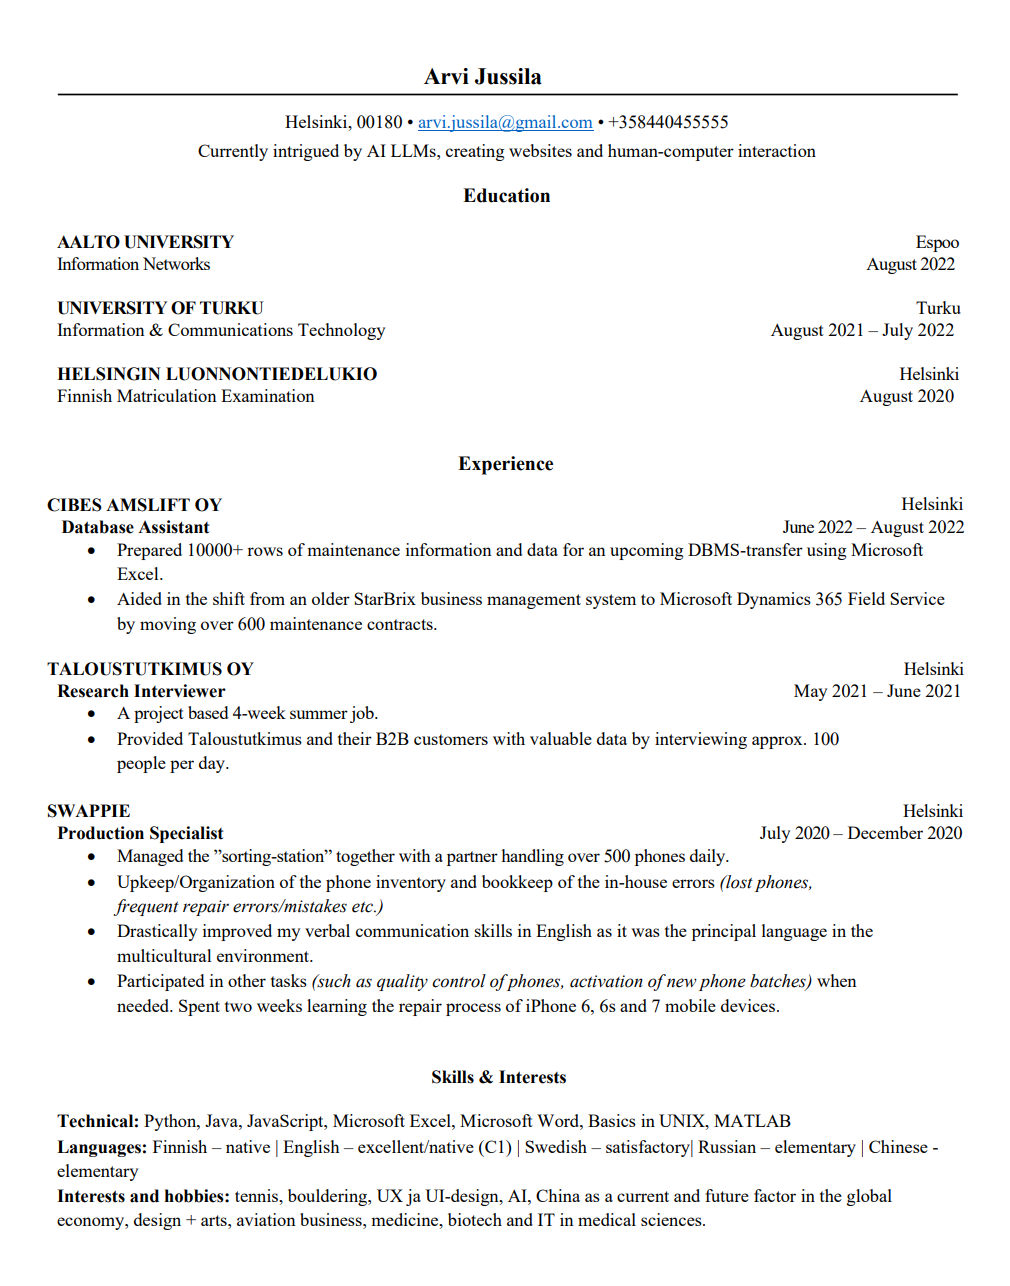 Arvi Jussila
Helsinki, 00180 • arvi.jussila@gmail.com • +358440455555
Currently intrigued by AI LLMs, creating websites and human-computer interaction
Education
AALTO UNIVERSITY Espoo
Information Networks August 2022
UNIVERSITY OF TURKU Turku
Information & Communications Technology August 2021 – July 2022
HELSINGIN LUONNONTIEDELUKIO Helsinki
Finnish Matriculation Examination August 2020
Experience
CIBES AMSLIFT OY Helsinki
Database Assistant June 2022 – August 2022
• Prepared 10000+ rows of maintenance information and data for an upcoming DBMS-transfer using Microsoft
Excel.
• Aided in the shift from an older StarBrix business management system to Microsoft Dynamics 365 Field Service
by moving over 600 maintenance contracts.
TALOUSTUTKIMUS OY Helsinki
Research Interviewer May 2021 – June 2021
• A project based 4-week summer job.
• Provided Taloustutkimus and their B2B customers with valuable data by interviewing approx. 100
people per day.
SWAPPIE Helsinki
Production Specialist July 2020 – December 2020
• Managed the ”sorting-station” together with a partner handling over 500 phones daily.
• Upkeep/Organization of the phone inventory and bookkeep of the in-house errors (lost phones,
frequent repair errors/mistakes etc.)
• Drastically improved my verbal communication skills in English as it was the principal language in the
multicultural environment.
• Participated in other tasks (such as quality control of phones, activation of new phone batches) when
needed. Spent two weeks learning the repair process of iPhone 6, 6s and 7 mobile devices.
Skills & Interests
Technical: Python, Java, JavaScript, Microsoft Excel, Microsoft Word, Basics in UNIX, MATLAB
Languages: Finnish – native | English – excellent/native (C1) | Swedish – satisfactory| Russian – elementary | Chinese -
elementary
Interests and hobbies: tennis, bouldering, UX ja UI-design, AI, China as a current and future factor in the global
economy, design + arts, aviation business, medicine, biotech and IT in medical sciences.